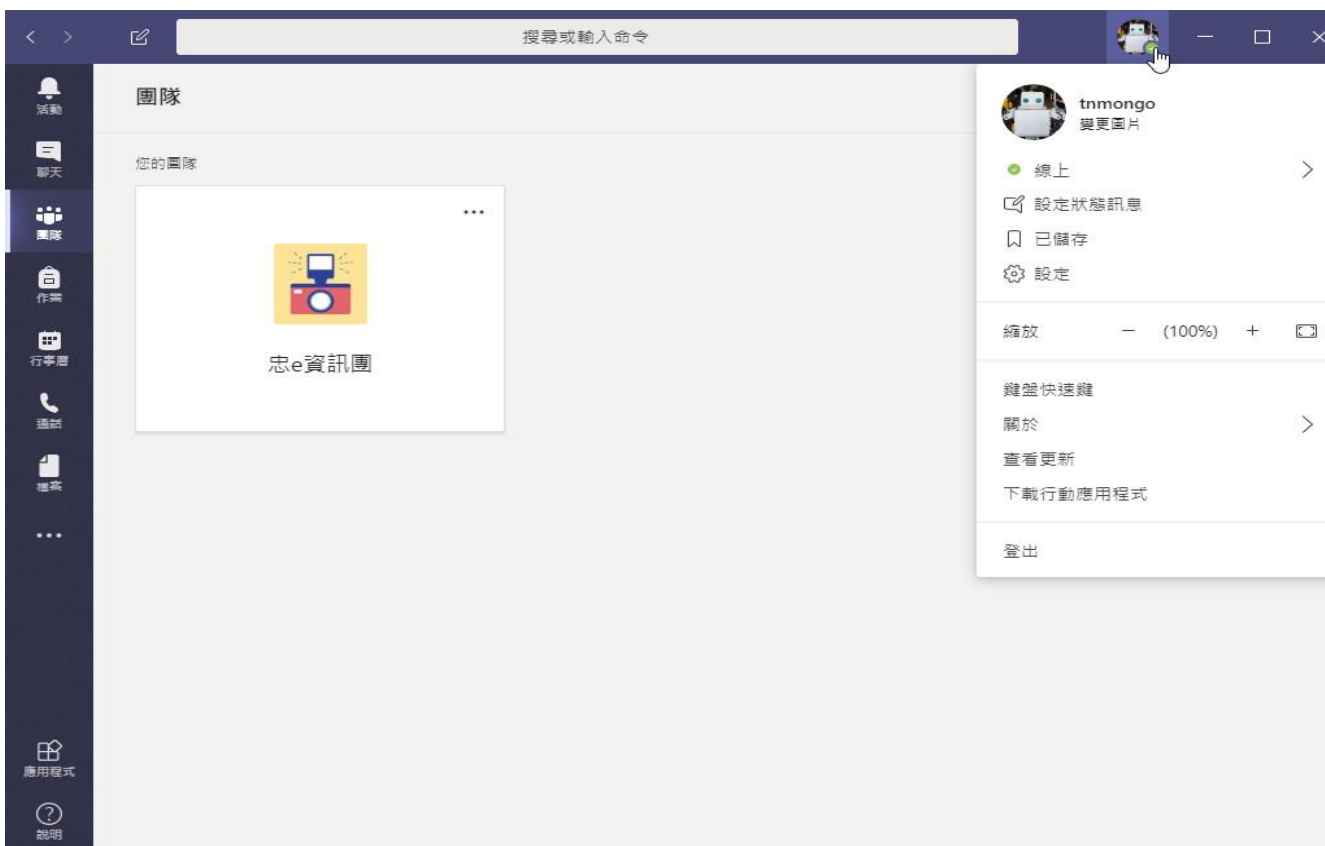 搜尋或輸入命令
活動
聊天
團隊
作業
行事曆
通話
檔案
應用程式
說明
團隊
您的團隊
忠e資訊團
tnmongo
變更圖片
線上
設定狀態訊息
已儲存
設定
縮放 − (100%) +
鍵盤快速鍵
關於
查看更新
下載行動應用程式
登出